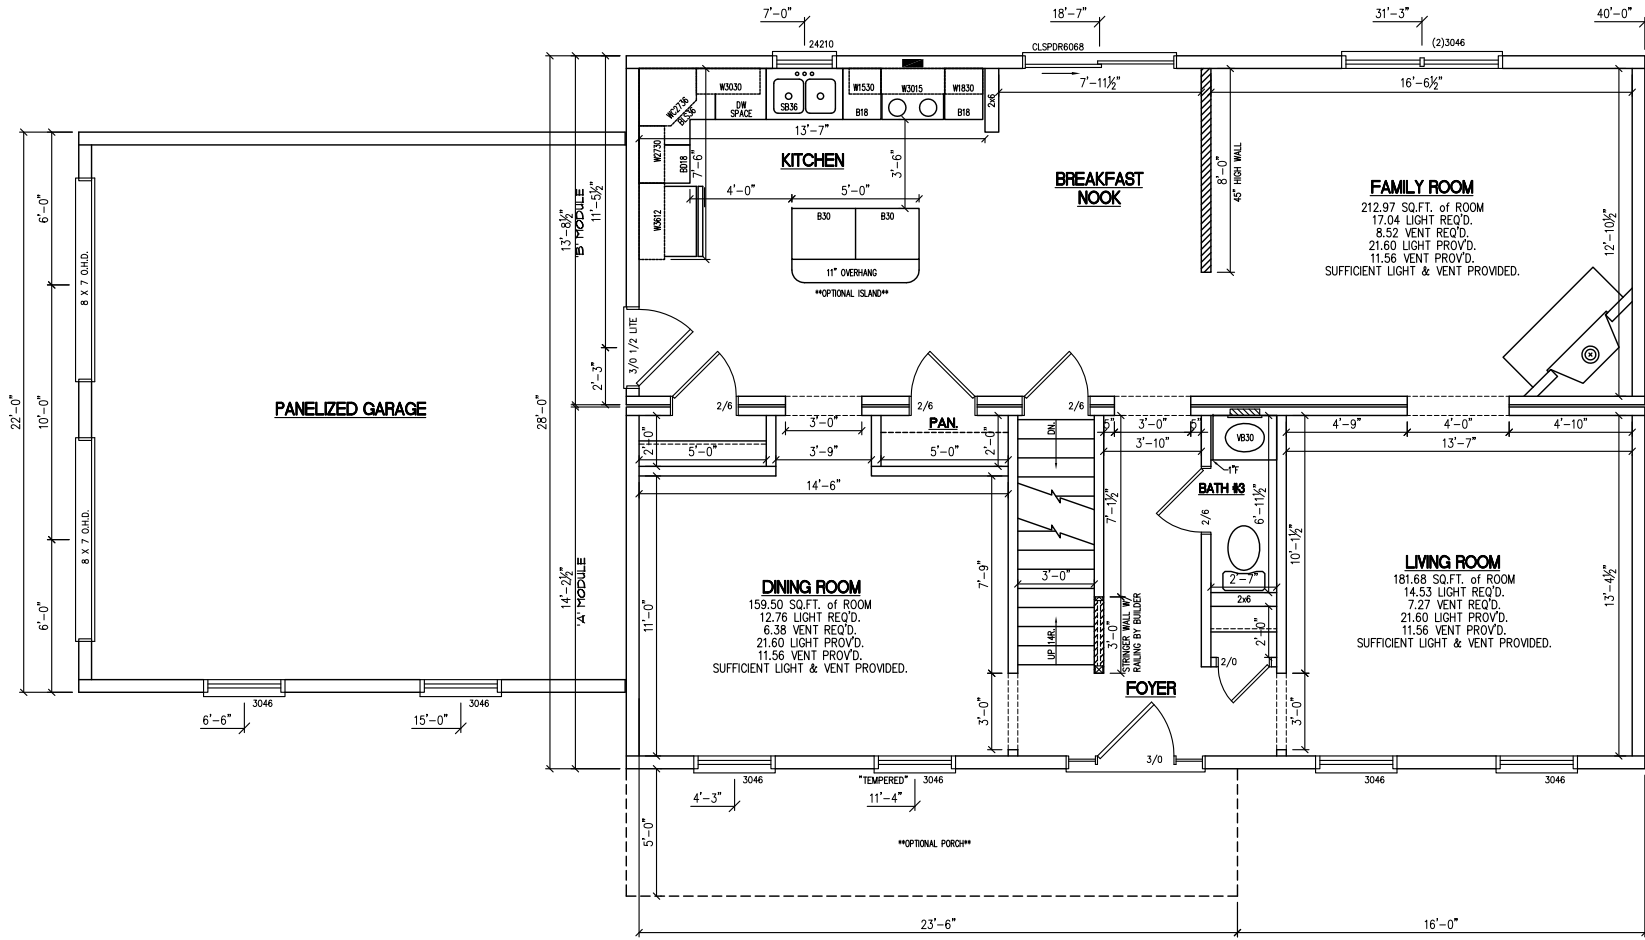 7'-0"
18'-7"
31'-3"
40'-0"
24210
CLSPDR6068
(2)3046
7'-11½"
16'-6½"
W3030
DW
SPACE
SB36
W1530
B18
W3015
W1830
B18
2x6
WC2736
BLS36
13'-7"
W2730
BD18
7'-6"
3'-6"
KITCHEN
4'-0"
5'-0"
W3612
B30
B30
11" OVERHANG
**OPTIONAL ISLAND**
BREAKFAST
NOOK
8'-0"
45" HIGH WALL
FAMILY ROOM
212.97 SQ.FT. of ROOM
17.04 LIGHT REQ'D.
8.52 VENT REQ'D.
21.60 LIGHT PROV'D.
11.56 VENT PROV'D.
SUFFICIENT LIGHT & VENT PROVIDED.
12'-10½"
6'-0"
8 X 7 O.H.D.
22'-0"
10'-0"
8 X 7 O.H.D.
6'-0"
PANELIZED GARAGE
28'-0"
13'-8½"
'B' MODULE
11'-5½"
2'-3"
14'-2½"
'A' MODULE
3/0 1/2 LITE
2/6
2/6
2/6
3'-0"
PAN.
2'-0"
5'-0"
3'-9"
5'-0"
2'-0"
14'-6"
DN.
5"
3'-0"
5"
3'-10"
VB30
1"F
BATH #3
4'-9"
4'-0"
4'-10"
13'-7"
7'-1½"
2/6
6'-11½"
10'-1½"
7'-9"
3'-0"
2'-7"
2x6
2'-0"
2/0
DINING ROOM
159.50 SQ.FT. of ROOM
12.76 LIGHT REQ'D.
6.38 VENT REQ'D.
21.60 LIGHT PROV'D.
11.56 VENT PROV'D.
SUFFICIENT LIGHT & VENT PROVIDED.
11'-0"
UP 14R.
3'-0"
STRINGER WALL W/
RAILING BY BUILDER
LIVING ROOM
181.68 SQ.FT. of ROOM
14.53 LIGHT REQ'D.
7.27 VENT REQ'D.
21.60 LIGHT PROV'D.
11.56 VENT PROV'D.
SUFFICIENT LIGHT & VENT PROVIDED.
13'-4½"
FOYER
3'-0"
3'-0"
3/0
3046
3046
6'-6"
15'-0"
3046
"TEMPERED"
3046
3046
3046
4'-3"
11'-4"
5'-0"
**OPTIONAL PORCH**
23'-6"
16'-0"